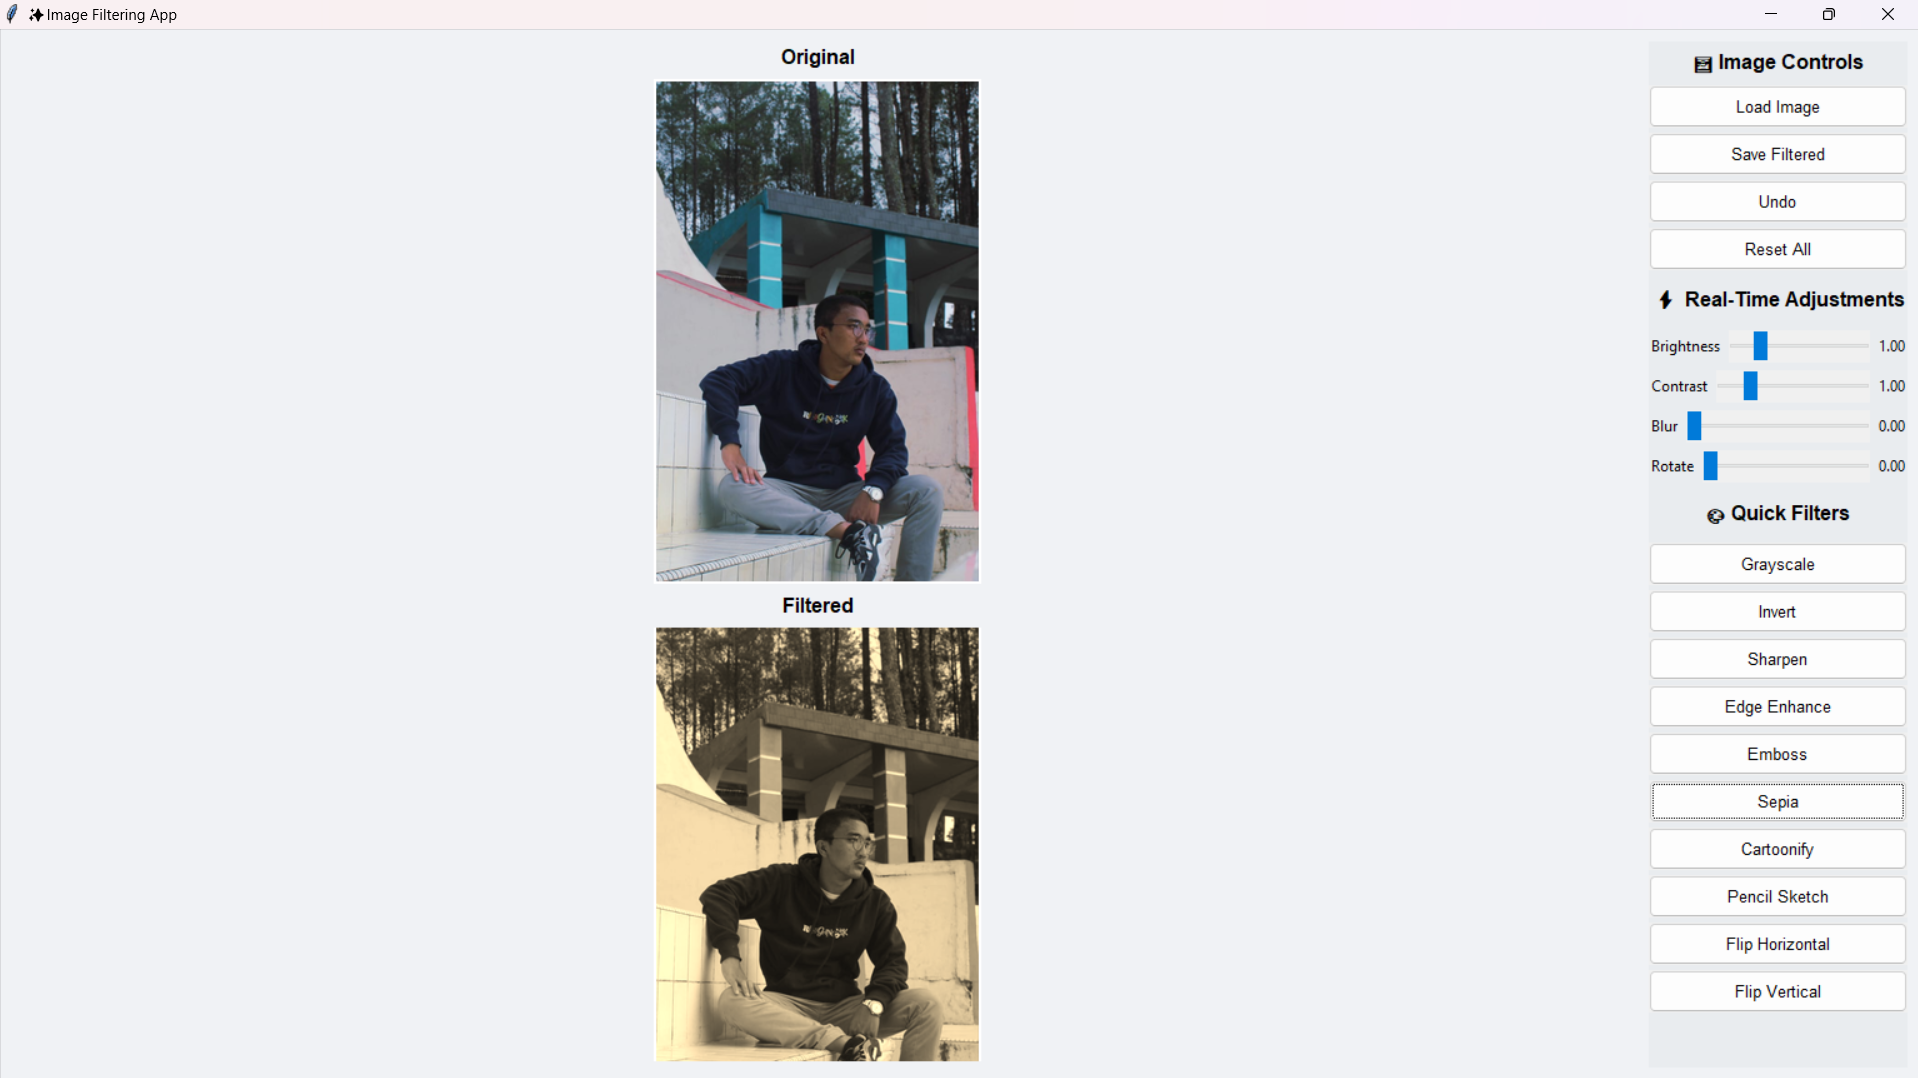 Image Filtering App
Original
Filtered
Image Controls
Load Image
Save Filtered
Undo
Reset All
Real-Time Adjustments
Brightness 1.00
Contrast 1.00
Blur 0.00
Rotate 0.00
Quick Filters
Grayscale
Invert
Sharpen
Edge Enhance
Emboss
Sepia
Cartoonify
Pencil Sketch
Flip Horizontal
Flip Vertical